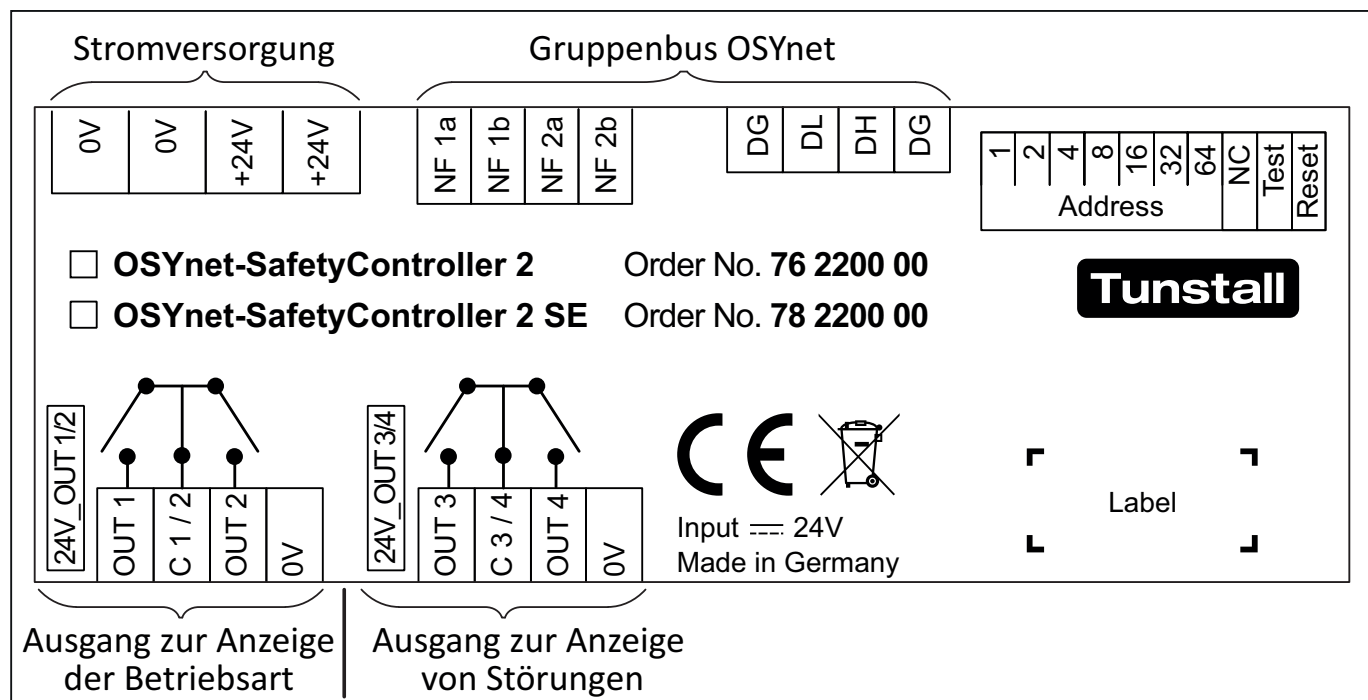 Stromversorgung
Gruppenbus OSYnet
0V
0V
+24V
+24V
NF 1a
NF 1b
NF 2a
NF 2b
DG
DL
DH
DG
1
2
4
8
16
32
64
NC
Test
Reset
Address
OSYnet-SafetyController 2 Order No. 76 2200 00
OSYnet-SafetyController 2 SE Order No. 78 2200 00
Tunstall
24V_OUT 1/2
OUT 1
C 1 / 2
OUT 2
0V
24V_OUT 3/4
OUT 3
C 3 / 4
OUT 4
0V
CE
Input 24V
Made in Germany
Label
Ausgang zur Anzeige
der Betriebsart
Ausgang zur Anzeige
von Störungen